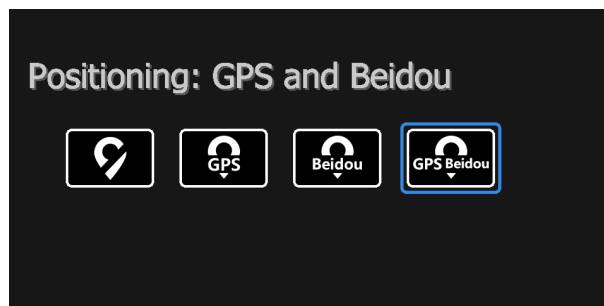 Positioning: GPS and Beidou
GPS
Beidou
GPS Beidou